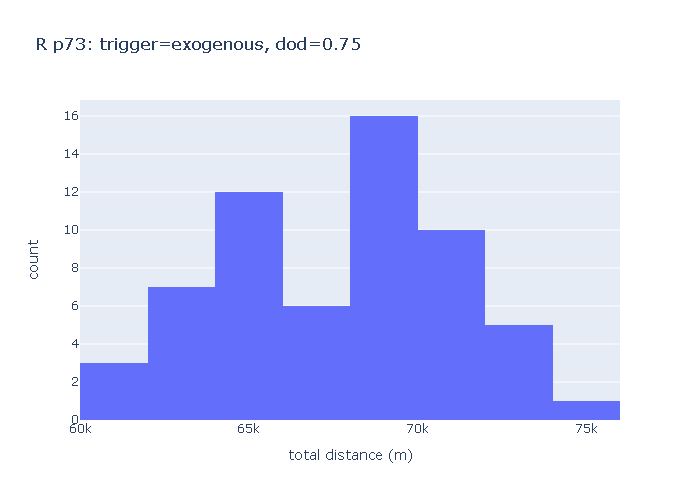 R p73: trigger=exogenous, dod=0.75
16
14
12
10
8
6
4
2
0
count
60k
65k
70k
75k
total distance (m)